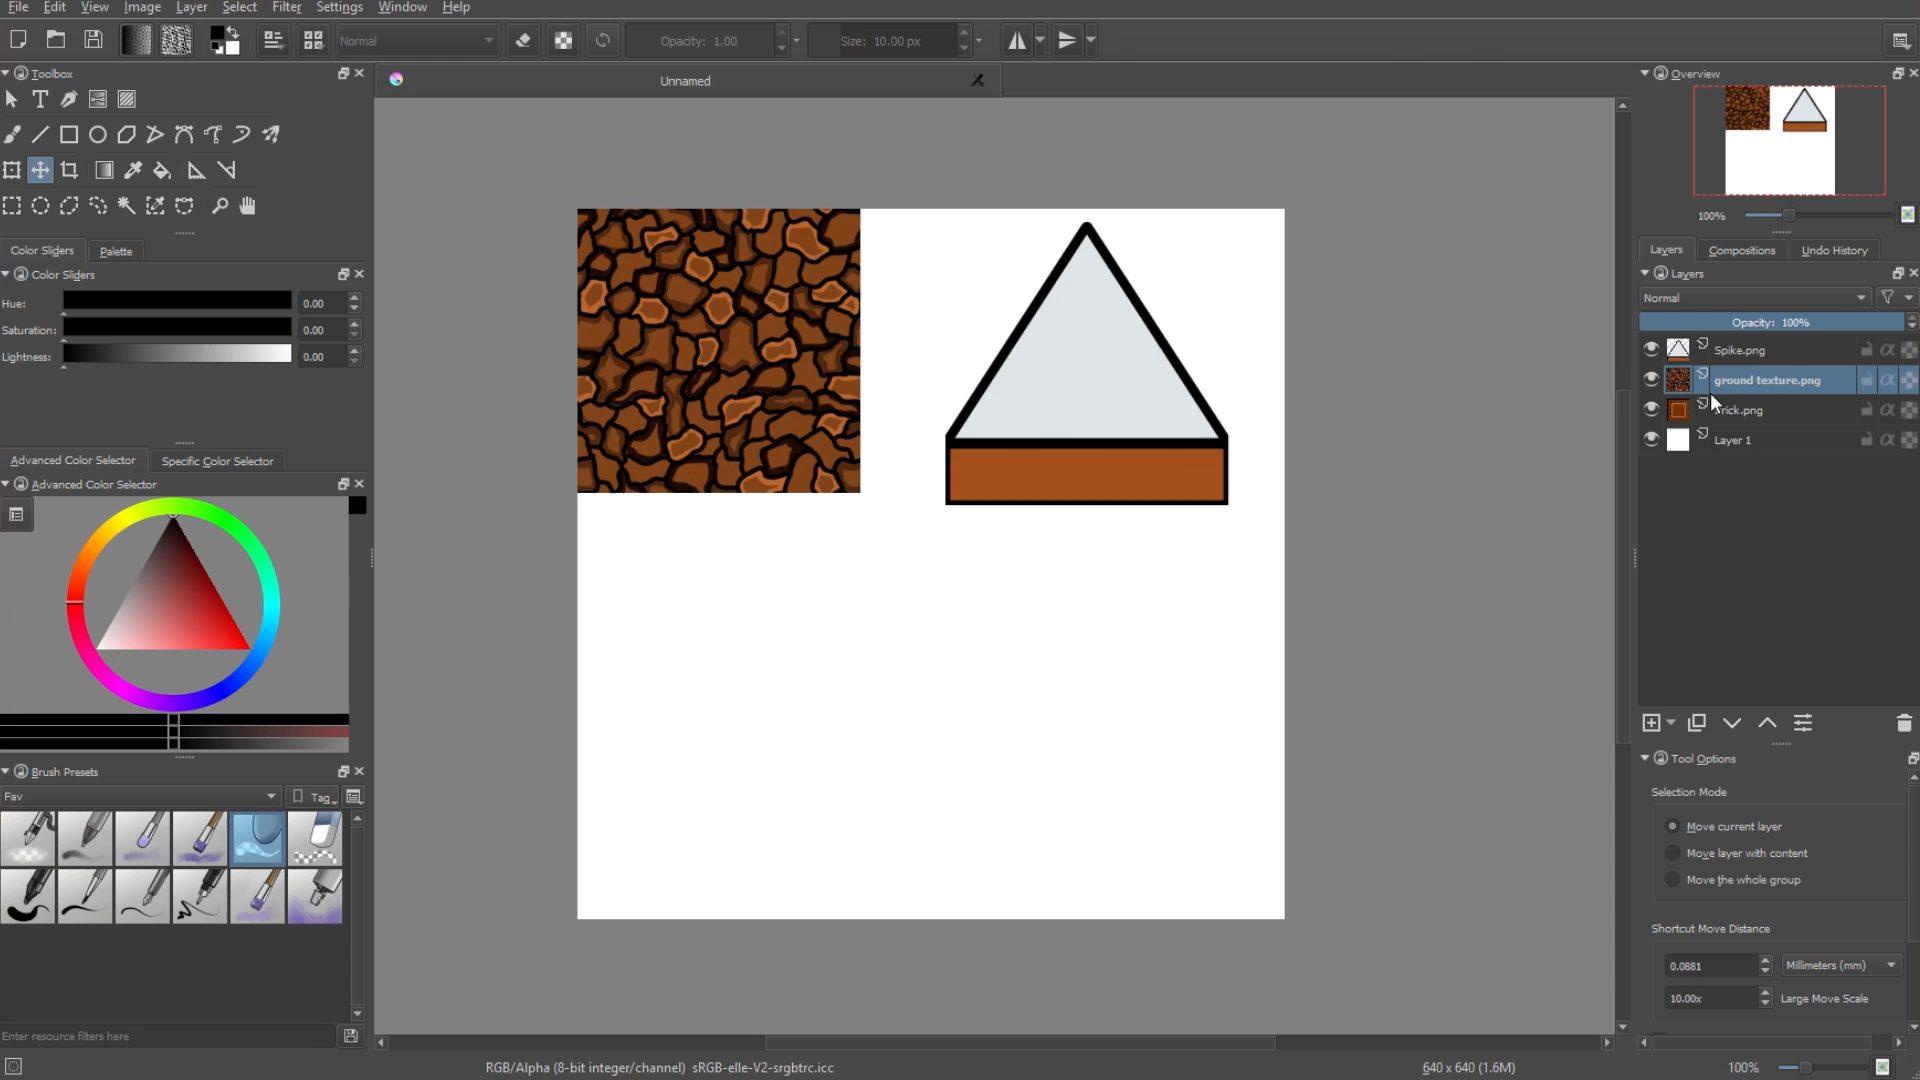 File Edit View Image Layer Select Filter Settings Window Help
Normal Opacity: 1.00 Size: 10.00 px
Toolbox
Unnamed
Overview
100%
Color Sliders Palette
Color Sliders
Hue: 0.00
Saturation: 0.00
Lightness: 0.00
Layers Compositions Undo History
Layers
Normal
Opacity: 100%
Spike.png
ground texture.png
rick.png
Layer 1
Advanced Color Selector Specific Color Selector
Advanced Color Selector
Brush Presets
Fav Tag
Tool Options
Selection Mode
Move current layer
Move layer with content
Move the whole group
Shortcut Move Distance
0.0881 Millimeters (mm)
10.00x Large Move Scale
Enter resource filters here
RGB/Alpha (8-bit integer/channel) sRGB-elle-V2-srgbtrc.icc
640 x 640 (1.6M)
100%